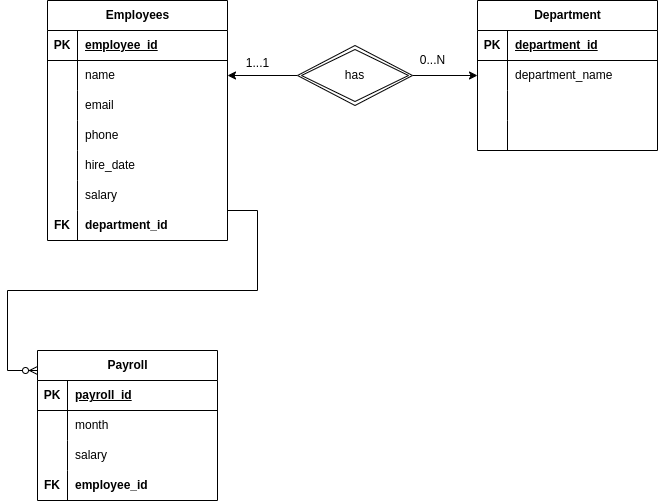 Employees
PK employee_id
name
email
phone
hire_date
salary
FK department_id
1...1
has
0...N
Department
PK department_id
department_name
Payroll
PK payroll_id
month
salary
FK employee_id